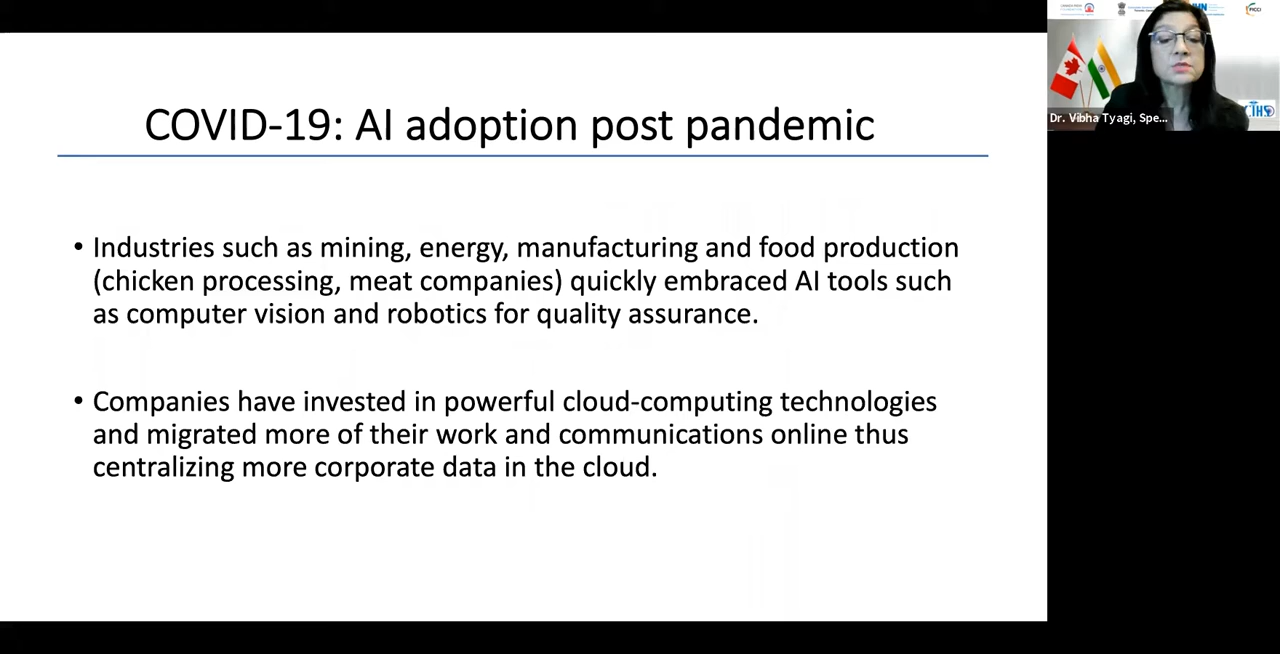 COVID-19: AI adoption post pandemic
• Industries such as mining, energy, manufacturing and food production
(chicken processing, meat companies) quickly embraced AI tools such
as computer vision and robotics for quality assurance.
• Companies have invested in powerful cloud-computing technologies
and migrated more of their work and communications online thus
centralizing more corporate data in the cloud.
FICCI
Dr. Vibha Tyagi, Spe...